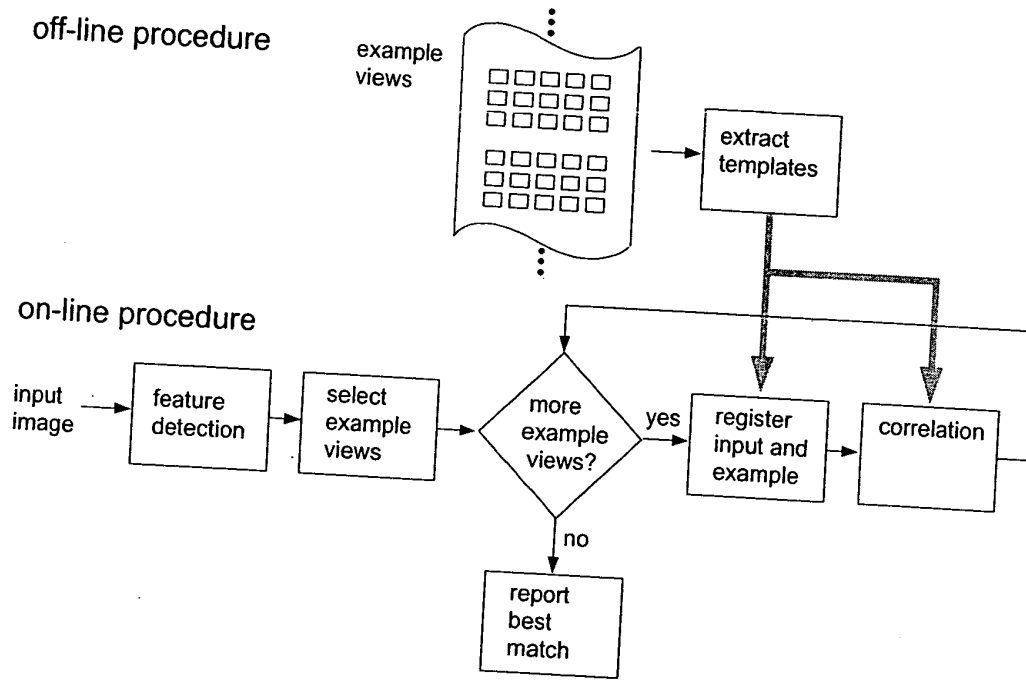 off-line procedure
example
views
extract
templates
on-line procedure
input
image
feature
detection
select
example
views
more
example
views?
yes
register
input and
example
correlation
no
report
best
match